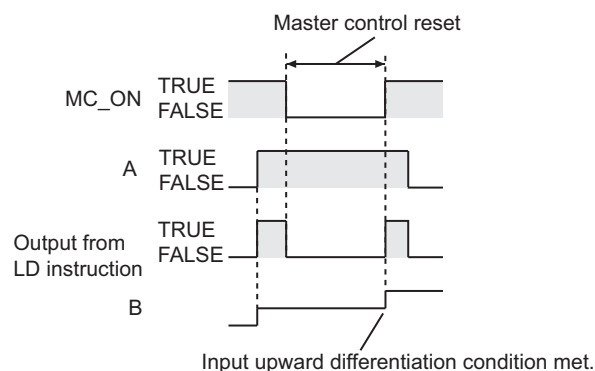 Master control reset
MC_ON
TRUE
FALSE
A
TRUE
FALSE
Output from
LD instruction
TRUE
FALSE
B
Input upward differentiation condition met.